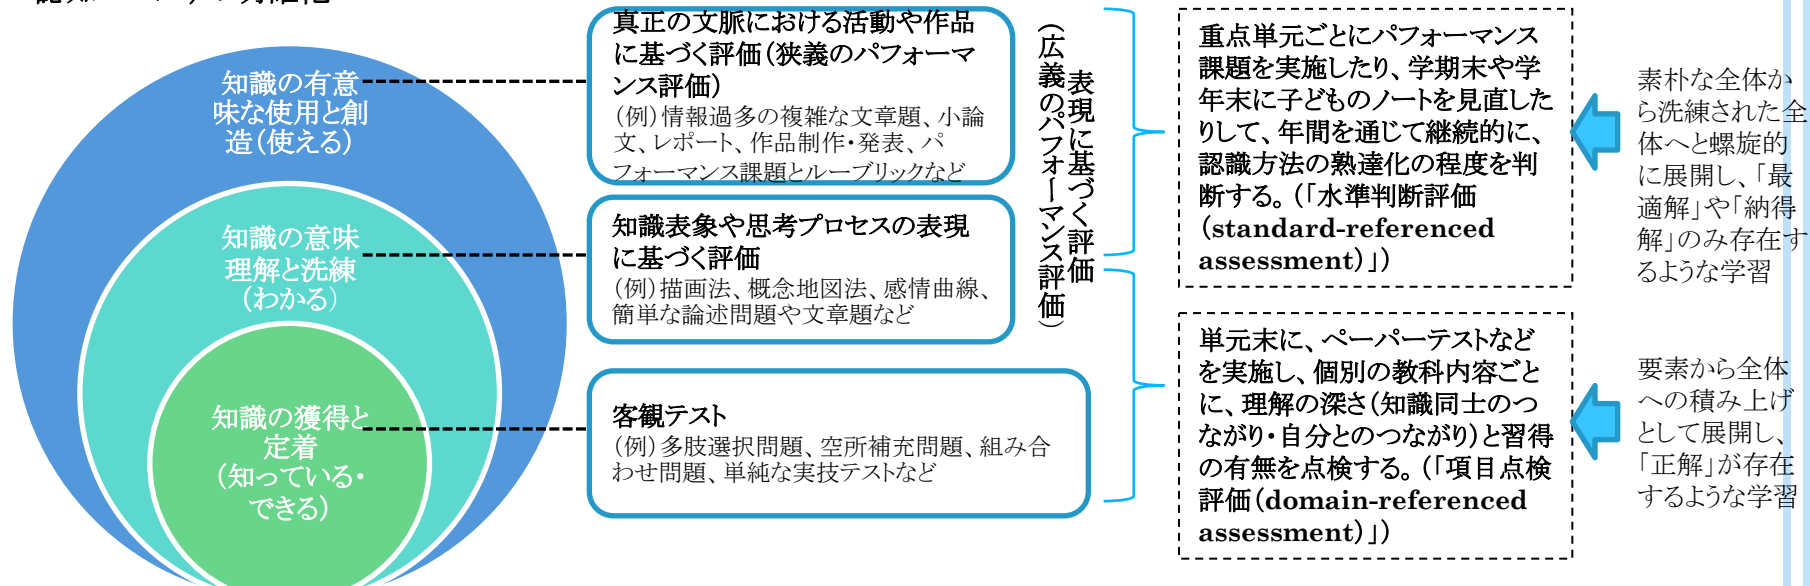 知識の有意
味な使用と創
造(使える)
知識の意味
理解と洗練
(わかる)
知識の獲得と
定着
(知っている・
できる)
真正の文脈における活動や作品
に基づく評価(狭義のパフォーマ
ンス評価)
(例)情報過多の複雑な文章題、小論
文、レポート、作品制作・発表、パ
フォーマンス課題とルーブリックなど
知識表象や思考プロセスの表現
に基づく評価
(例)描画法、概念地図法、感情曲線、
簡単な論述問題や文章題など
客観テスト
(例)多肢選択問題、空所補充問題、組み合
わせ問題、単純な実技テストなど
表現に基づく評価
(広義のパフォーマンス評価)
重点単元ごとにパフォーマンス
課題を実施したり、学期末や学
年末に子どものノートを見直した
りして、年間を通じて継続的に、
認識方法の熟達化の程度を判
断する。(「水準判断評価
(standard-referenced
assessment)」)
単元末に、ペーパーテストなど
を実施し、個別の教科内容ごと
に、理解の深さ(知識同士のつ
ながり・自分とのつながり)と習得
の有無を点検する。(「項目点検
評価(domain-referenced
assessment)」)
素朴な全体か
ら洗練された全
体へと螺旋的
に展開し、「最
適解」や「納得
解」のみ存在す
るような学習
要素から全体
への積み上げ
として展開し、
「正解」が存在
するような学習